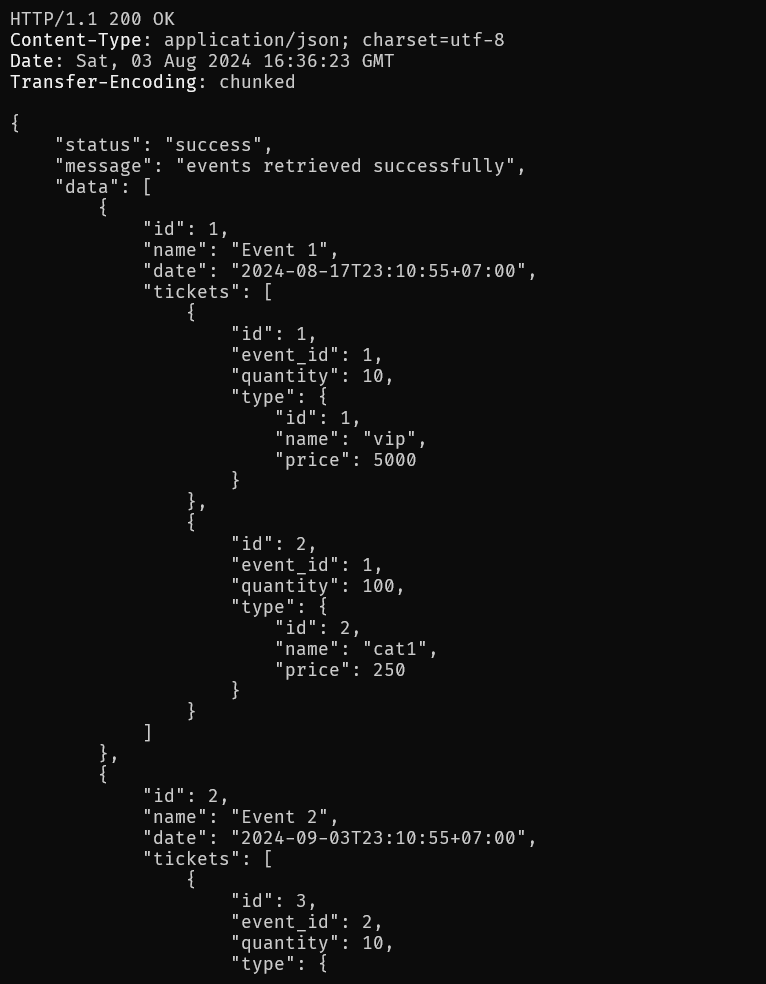 HTTP/1.1 200 OK
Content-Type: application/json; charset=utf-8
Date: Sat, 03 Aug 2024 16:36:23 GMT
Transfer-Encoding: chunked

{
    "status": "success",
    "message": "events retrieved successfully",
    "data": [
        {
            "id": 1,
            "name": "Event 1",
            "date": "2024-08-17T23:10:55+07:00",
            "tickets": [
                {
                    "id": 1,
                    "event_id": 1,
                    "quantity": 10,
                    "type": {
                        "id": 1,
                        "name": "vip",
                        "price": 5000
                    }
                },
                {
                    "id": 2,
                    "event_id": 1,
                    "quantity": 100,
                    "type": {
                        "id": 2,
                        "name": "cat1",
                        "price": 250
                    }
                }
            ]
        },
        {
            "id": 2,
            "name": "Event 2",
            "date": "2024-09-03T23:10:55+07:00",
            "tickets": [
                {
                    "id": 3,
                    "event_id": 2,
                    "quantity": 10,
                    "type": {